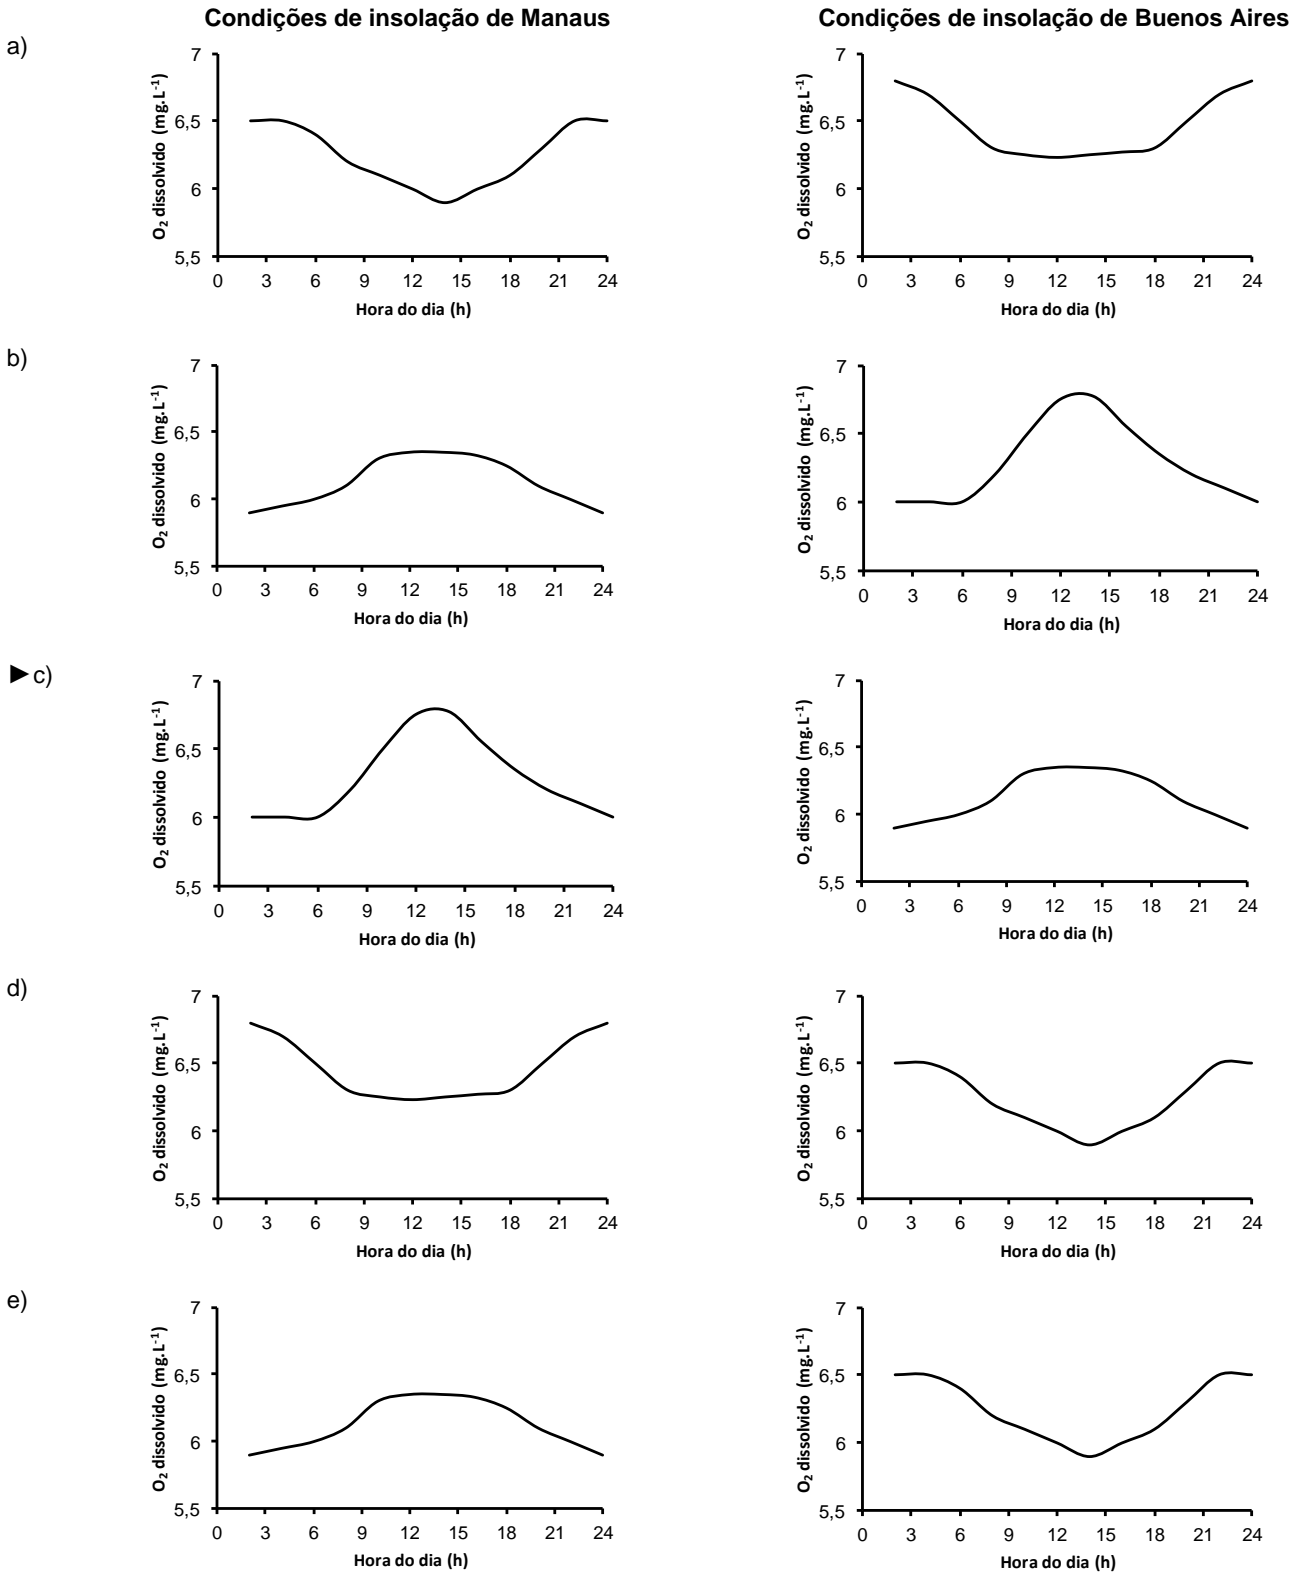 Condições de insolação de Manaus
Condições de insolação de Buenos Aires
a)
7
6,5
6
5,5
0 3 6 9 12 15 18 21 24
O2 dissolvido (mg.L-1)
Hora do dia (h)
7
6,5
6
5,5
0 3 6 9 12 15 18 21 24
O2 dissolvido (mg.L-1)
Hora do dia (h)
b)
7
6,5
6
5,5
0 3 6 9 12 15 18 21 24
O2 dissolvido (mg.L-1)
Hora do dia (h)
7
6,5
6
5,5
0 3 6 9 12 15 18 21 24
O2 dissolvido (mg.L-1)
Hora do dia (h)
►c)
7
6,5
6
5,5
0 3 6 9 12 15 18 21 24
O2 dissolvido (mg.L-1)
Hora do dia (h)
7
6,5
6
5,5
0 3 6 9 12 15 18 21 24
O2 dissolvido (mg.L-1)
Hora do dia (h)
d)
7
6,5
6
5,5
0 3 6 9 12 15 18 21 24
O2 dissolvido (mg.L-1)
Hora do dia (h)
7
6,5
6
5,5
0 3 6 9 12 15 18 21 24
O2 dissolvido (mg.L-1)
Hora do dia (h)
e)
7
6,5
6
5,5
0 3 6 9 12 15 18 21 24
O2 dissolvido (mg.L-1)
Hora do dia (h)
7
6,5
6
5,5
0 3 6 9 12 15 18 21 24
O2 dissolvido (mg.L-1)
Hora do dia (h)